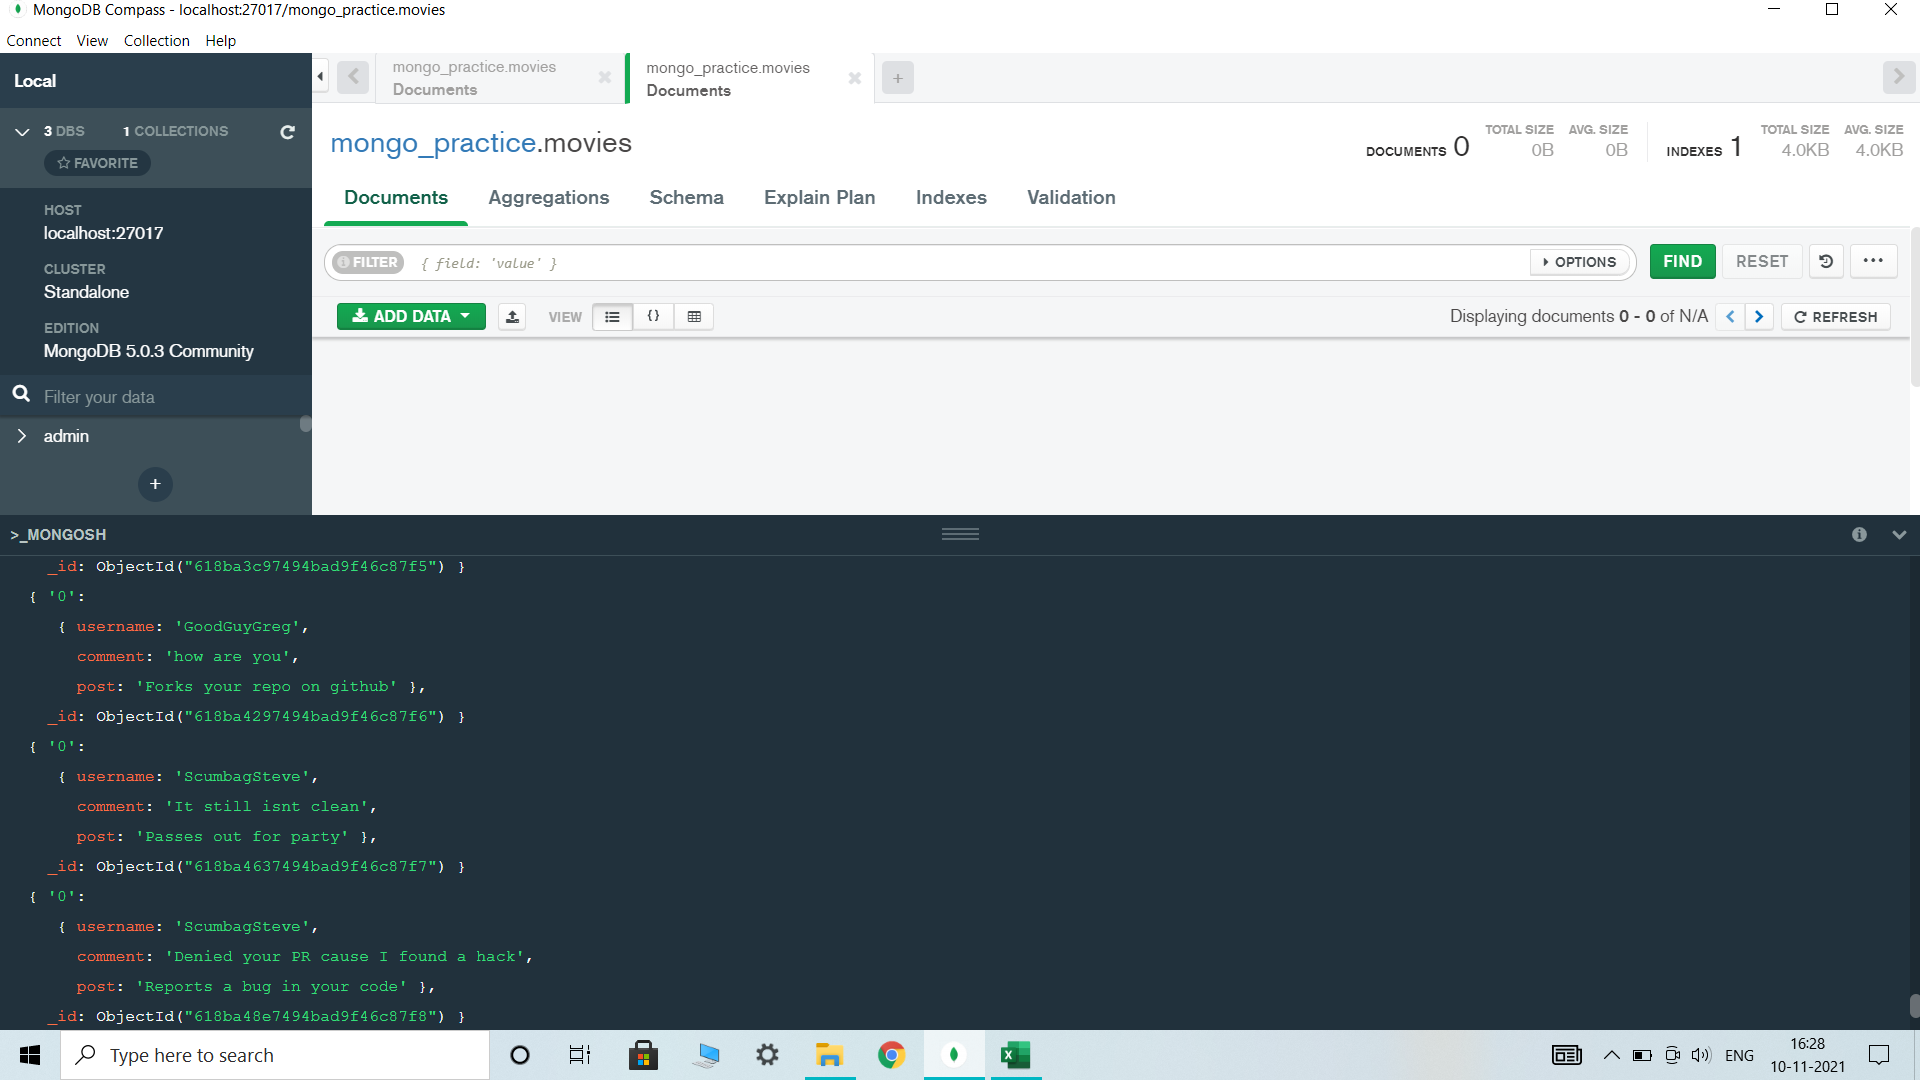 MongoDB Compass - localhost:27017/mongo_practice.movies
Connect View Collection Help
Local
3 DBS 1 COLLECTIONS
FAVORITE
HOST
localhost:27017
CLUSTER
Standalone
EDITION
MongoDB 5.0.3 Community
Filter your data
admin
+
mongo_practice.movies
Documents
mongo_practice.movies
Documents
+
mongo_practice.movies
DOCUMENTS 0
TOTAL SIZE
0B
AVG. SIZE
0B
INDEXES 1
TOTAL SIZE
4.0KB
AVG. SIZE
4.0KB
Documents Aggregations Schema Explain Plan Indexes Validation
FILTER { field: 'value' } OPTIONS FIND RESET ...
ADD DATA VIEW {} Displaying documents 0 - 0 of N/A < > REFRESH
>_MONGOSH
_id: ObjectId("618ba3c97494bad9f46c87f5") }
{ '0':
{ username: 'GoodGuyGreg',
comment: 'how are you',
post: 'Forks your repo on github' },
_id: ObjectId("618ba4297494bad9f46c87f6") }
{ '0':
{ username: 'ScumbagSteve',
comment: 'It still isnt clean',
post: 'Passes out for party' },
_id: ObjectId("618ba4637494bad9f46c87f7") }
{ '0':
{ username: 'ScumbagSteve',
comment: 'Denied your PR cause I found a hack',
post: 'Reports a bug in your code' },
_id: ObjectId("618ba48e7494bad9f46c87f8") }
Type here to search
ENG
16:28
10-11-2021